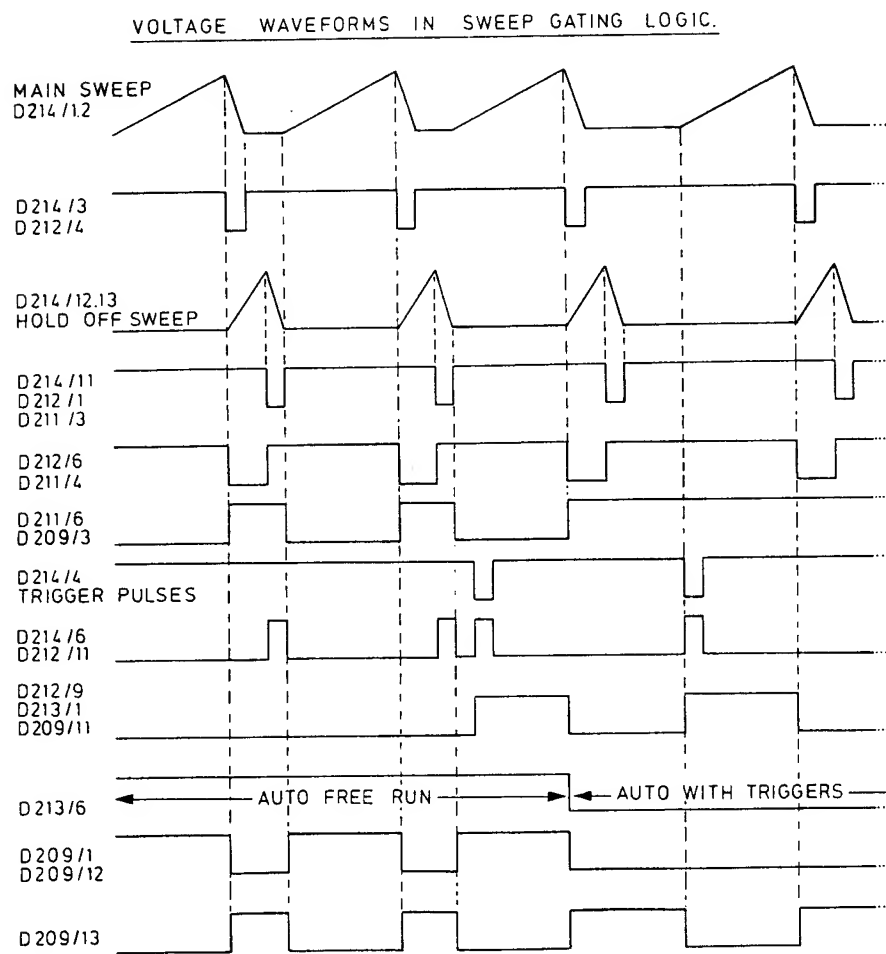 VOLTAGE WAVEFORMS IN SWEEP GATING LOGIC.
MAIN SWEEP
D214/1.2
D214/3
D212/4
D214/12.13
HOLD OFF SWEEP
D214/11
D212/1
D211/3
D212/6
D211/4
D211/6
D209/3
D214/4
TRIGGER PULSES
D214/6
D212/11
D212/9
D213/1
D209/11
AUTO FREE RUN
AUTO WITH TRIGGERS
D213/6
D209/1
D209/12
D209/13